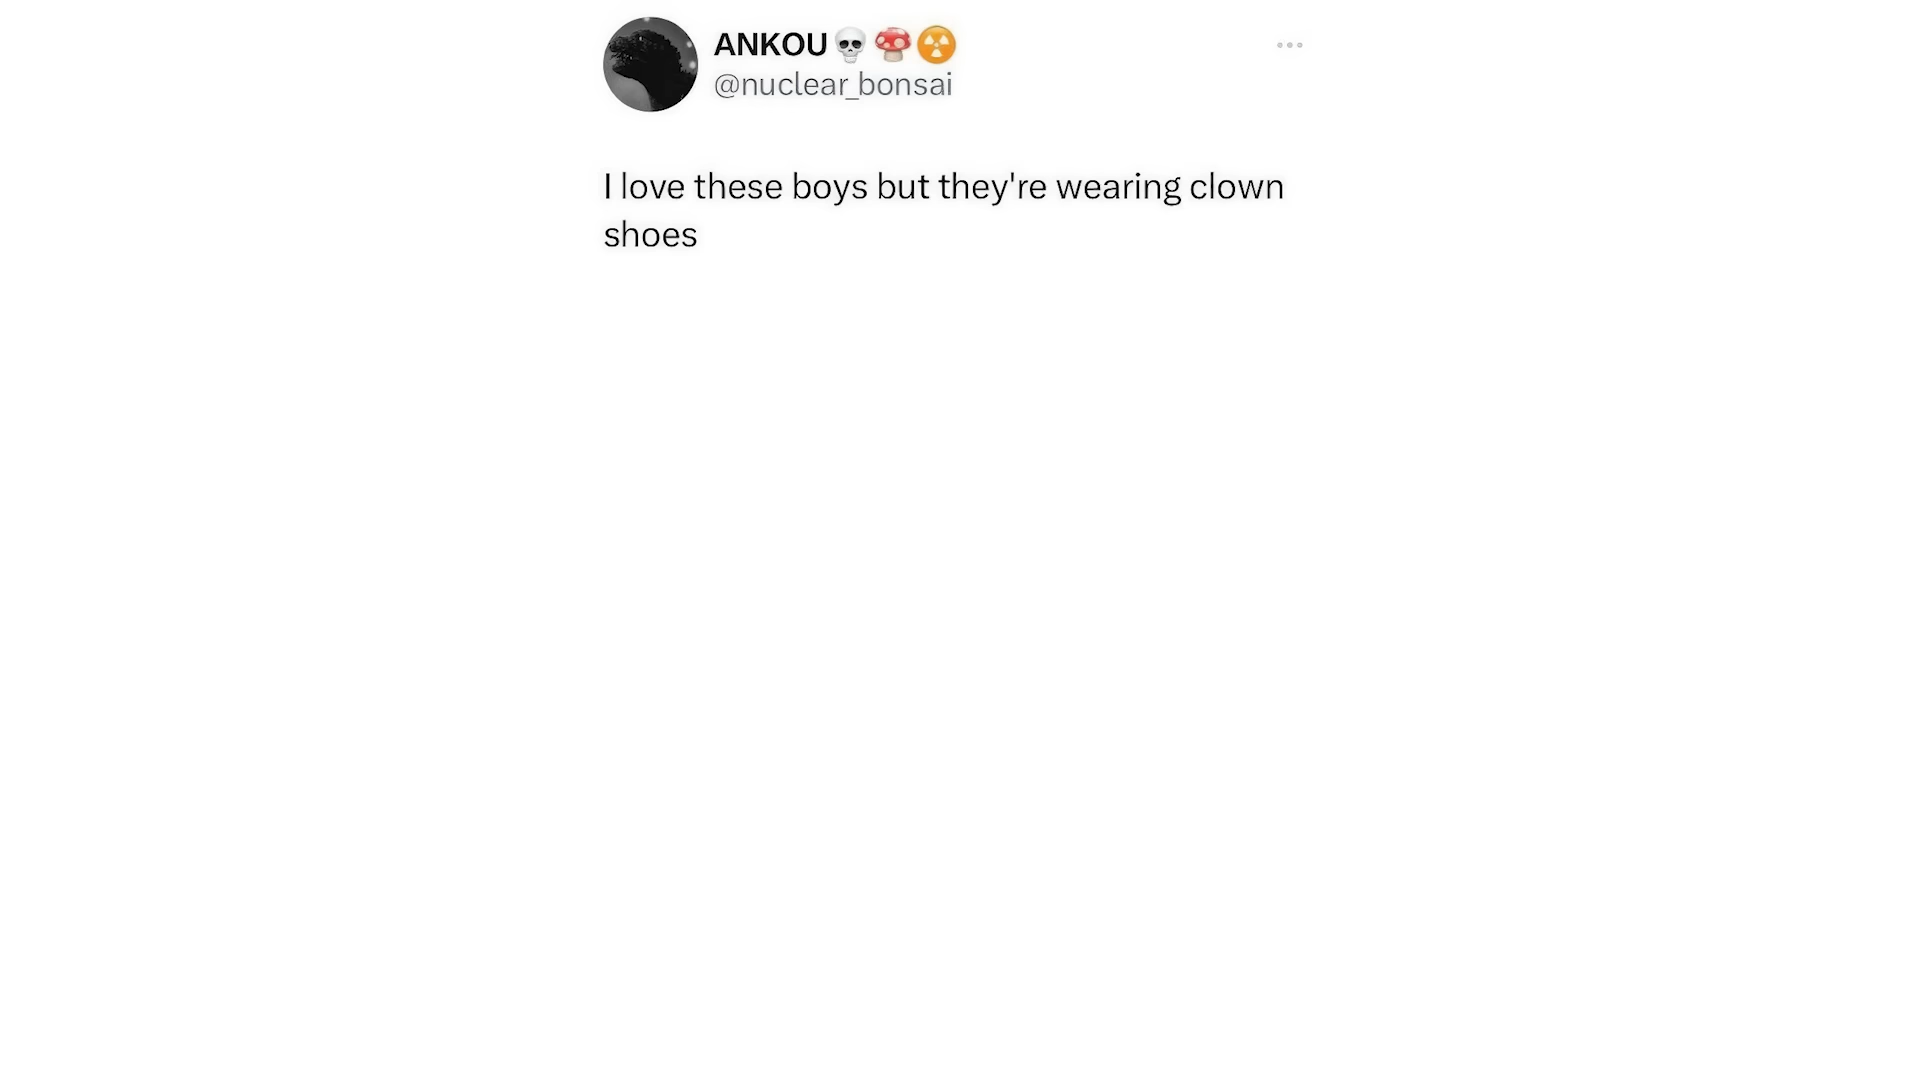 ANKOU💀🍄☢️
@nuclear_bonsai
I love these boys but they're wearing clown
shoes